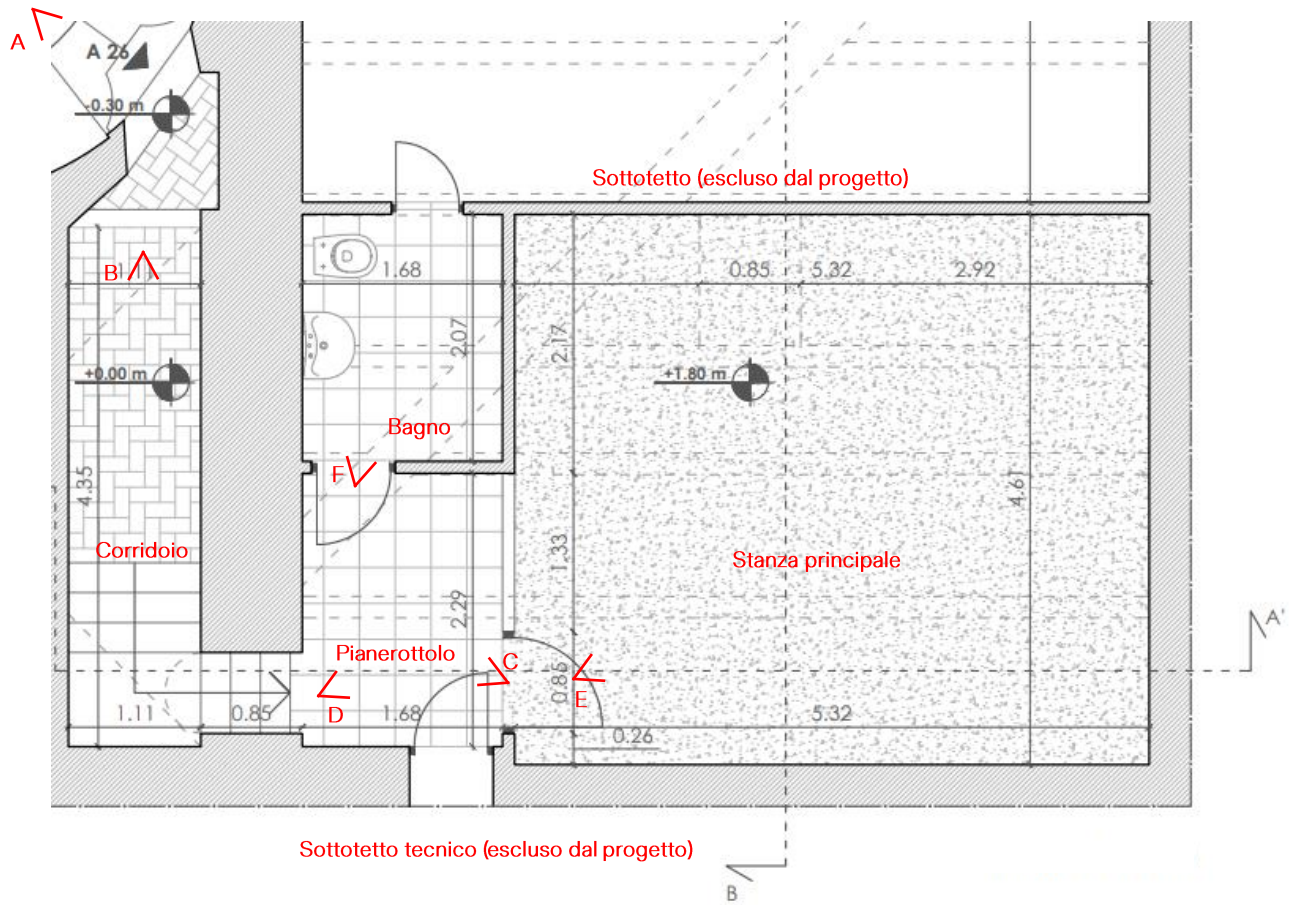 A
A 26
-0.30 m
Sottotetto (escluso dal progetto)
B
1.68
0.85
5.32
2.92
2.07
2.17
+0.00 m
+1.80 m
Bagno
F
4.35
4.61
Corridoio
1.33
Stanza principale
2.29
A'
Pianerottolo
C
0.85
E
D
1.11
0.85
1.68
5.32
0.26
Sottotetto tecnico (escluso dal progetto)
B